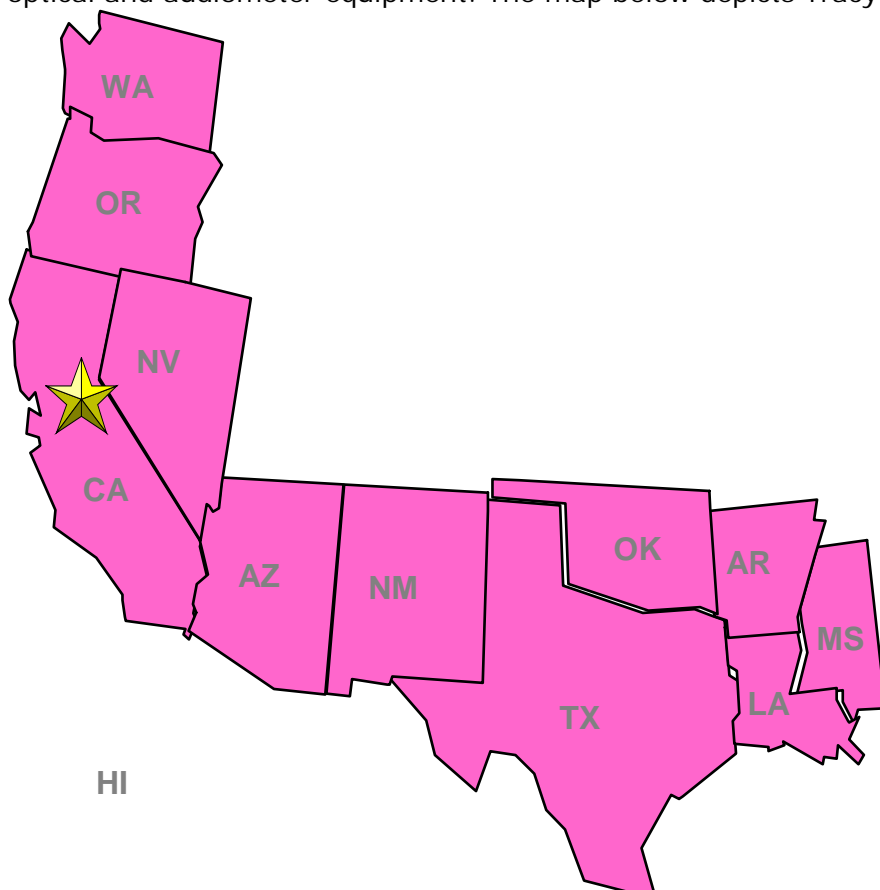 optical and audiometer equipment. The map below depicts Tracy
WA
OR
NV
CA
OK
AR
AZ
NM
MS
LA
TX
HI